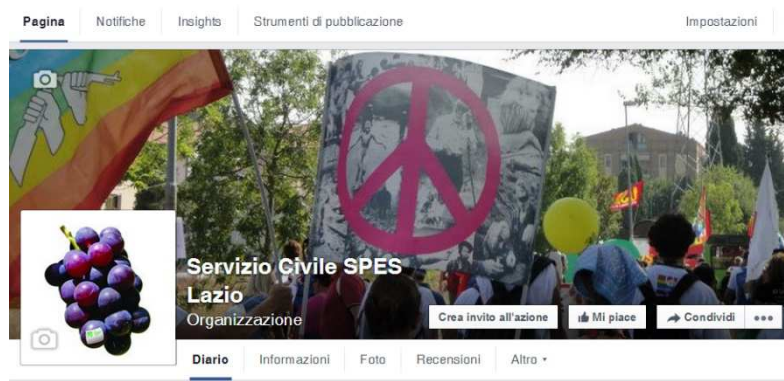 Pagina Notifiche Insights Strumenti di pubblicazione Impostazioni
Servizio Civile SPES
Lazio
Organizzazione
Crea invito all'azione Mi piace Condividi •••
Diario Informazioni Foto Recensioni Altro